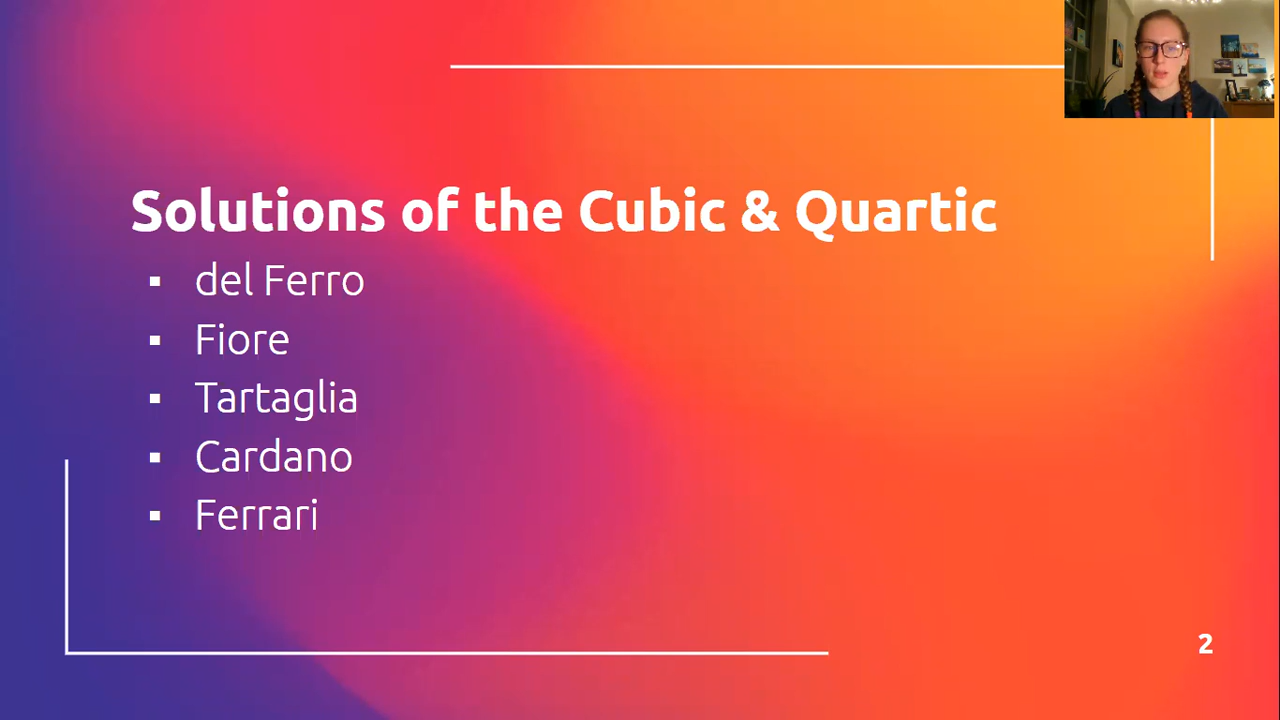 Solutions of the Cubic & Quartic
▪ del Ferro
▪ Fiore
▪ Tartaglia
▪ Cardano
▪ Ferrari
2